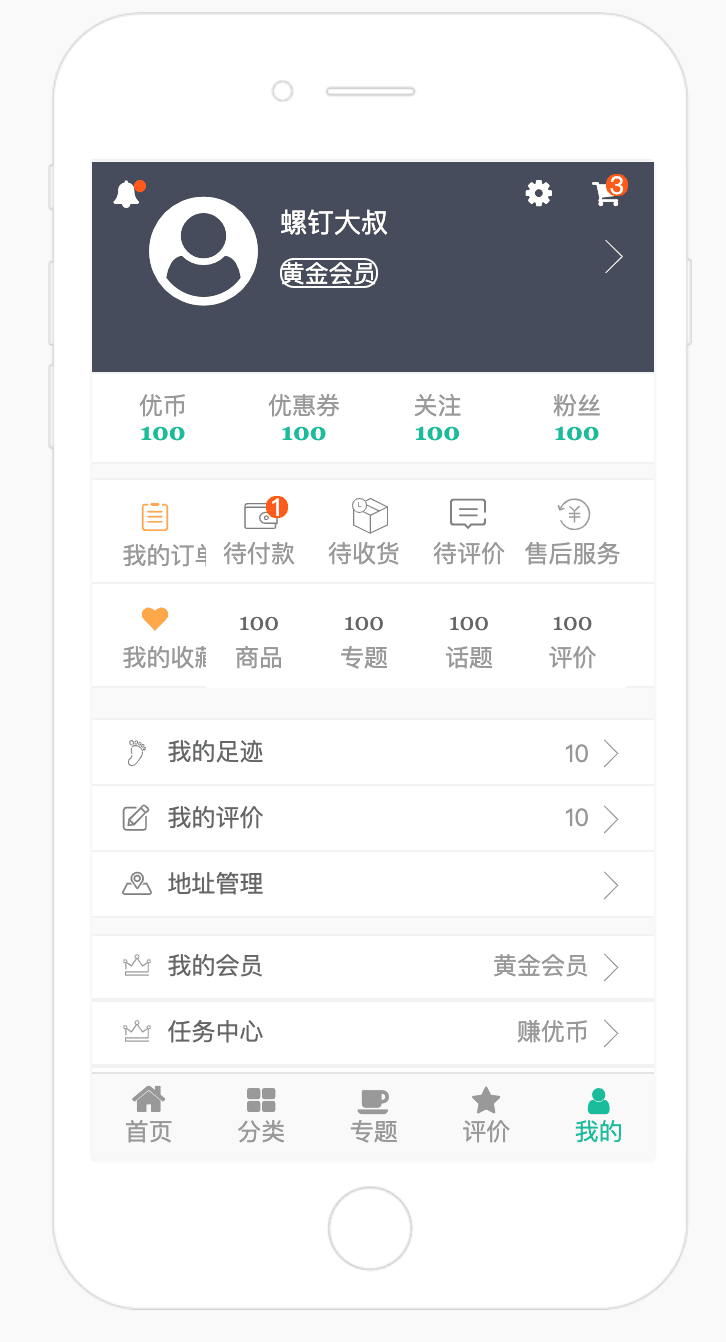 3
螺钉大叔
黄金会员
优币 优惠券 关注 粉丝
100 100 100 100
1
我的订单 待付款 待收货 待评价 售后服务
100 100 100 100
我的收藏 商品 专题 话题 评价
我的足迹 10
我的评价 10
地址管理
我的会员 黄金会员
任务中心 赚优币
首页 分类 专题 评价 我的